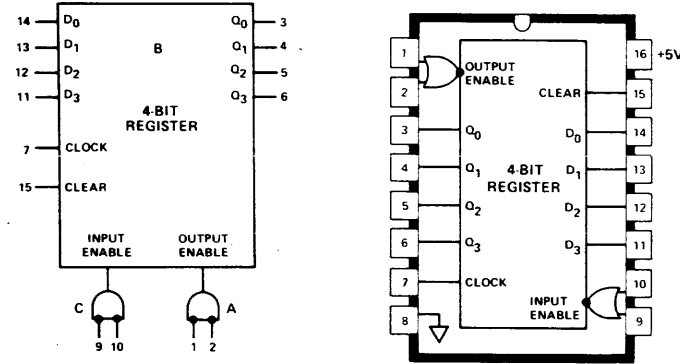 14 D0 Q0 3
13 D1 B Q1 4
12 D2 Q2 5
11 D3 Q3 6
4-BIT
REGISTER
7 CLOCK
15 CLEAR
INPUT
ENABLE
OUTPUT
ENABLE
C
A
9 10
1 2
1
2
3
4
5
6
7
8
OUTPUT
ENABLE
Q0
Q1
Q2
Q3
CLOCK
4-BIT
REGISTER
CLEAR
D0
D1
D2
D3
INPUT
ENABLE
16 +5V
15
14
13
12
11
10
9